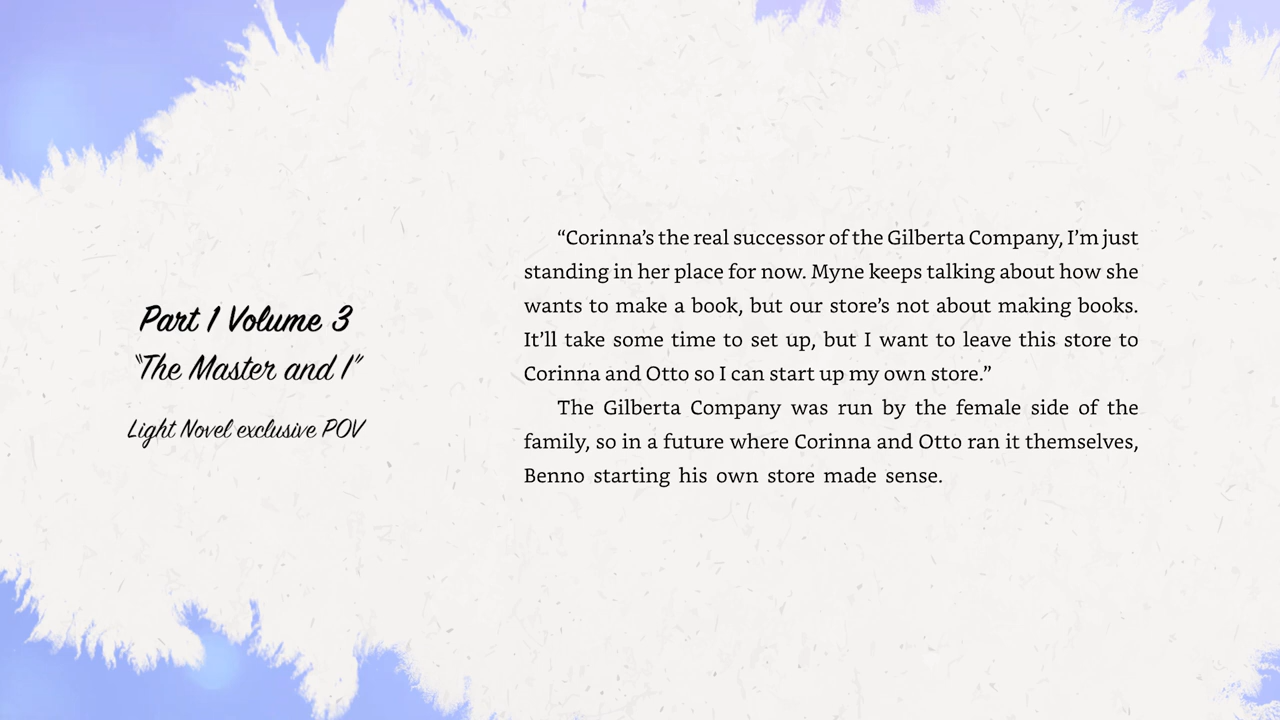 Part 1 Volume 3
“The Master and I”
Light Novel exclusive POV
“Corinna’s the real successor of the Gilberta Company, I’m just
standing in her place for now. Myne keeps talking about how she
wants to make a book, but our store’s not about making books.
It’ll take some time to set up, but I want to leave this store to
Corinna and Otto so I can start up my own store.”
The Gilberta Company was run by the female side of the
family, so in a future where Corinna and Otto ran it themselves,
Benno starting his own store made sense.